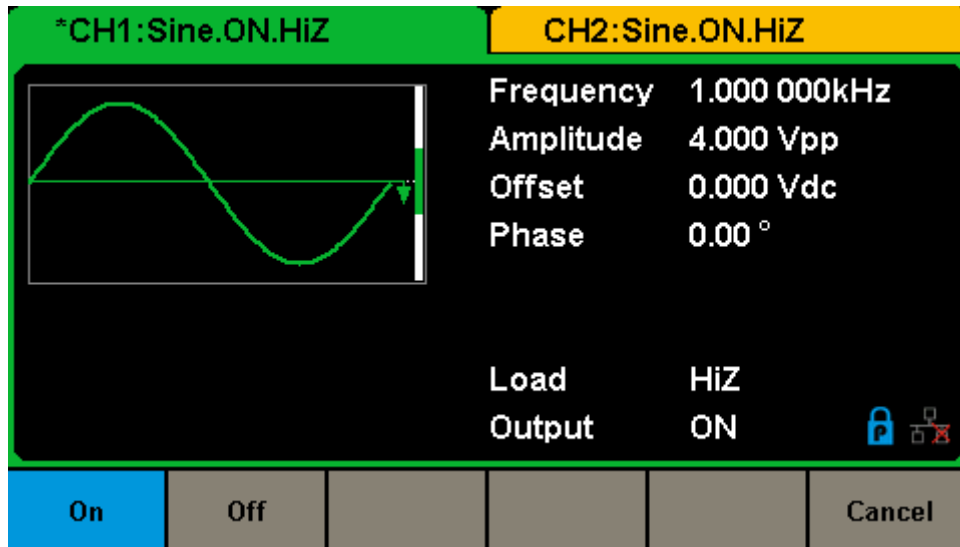 *CH1:Sine.ON.HiZ
CH2:Sine.ON.HiZ
Frequency 1.000 000kHz
Amplitude 4.000 Vpp
Offset 0.000 Vdc
Phase 0.00 °
Load HiZ
Output ON
P
On Off Cancel